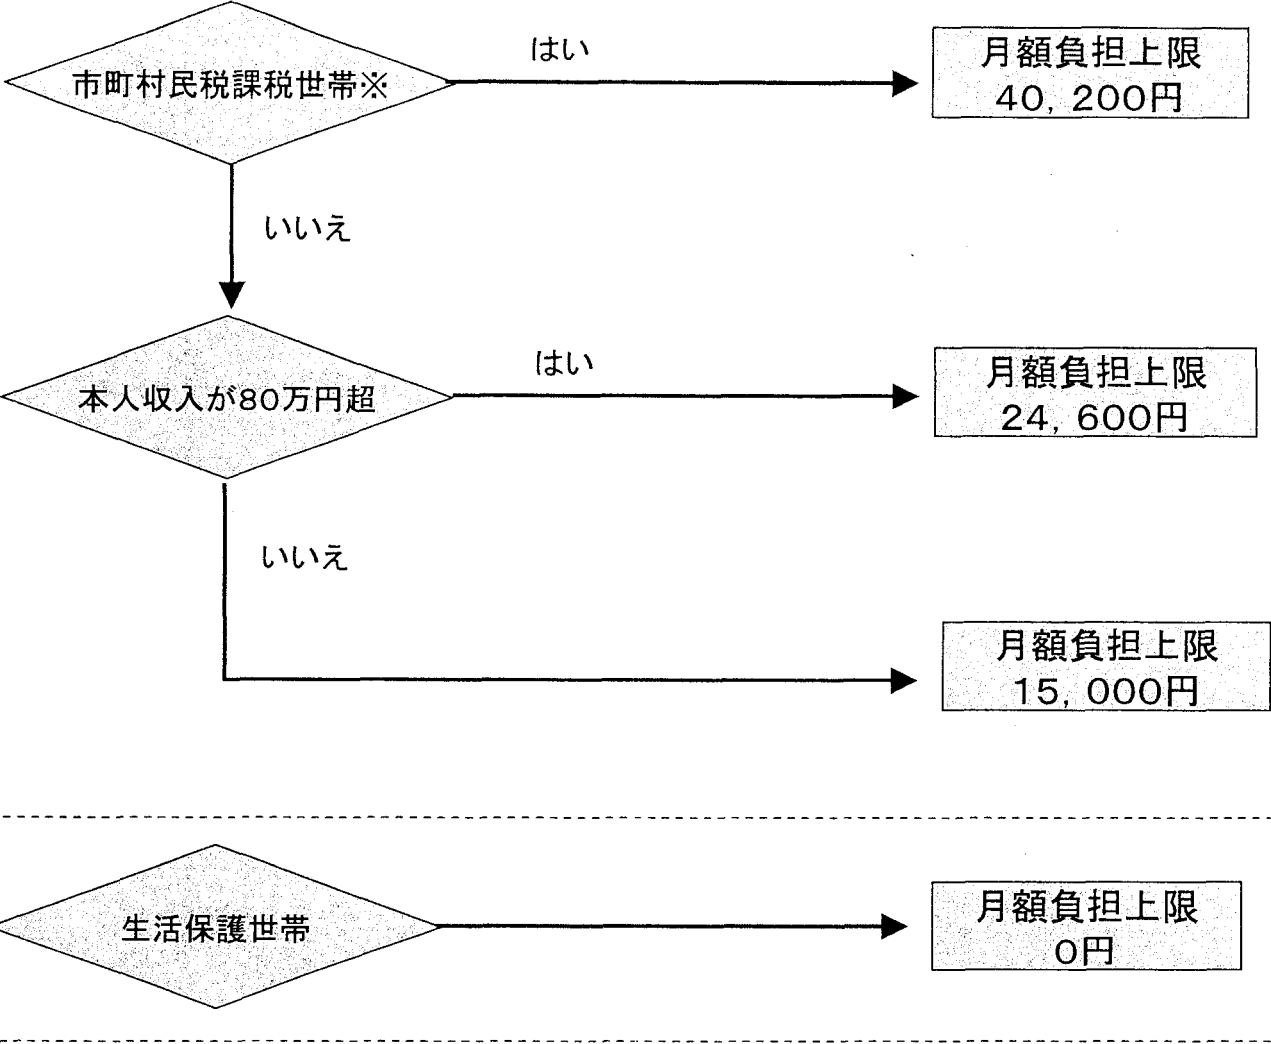 市町村民税課税世帯※
はい
月額負担上限
40，200円
いいえ
本人収入が80万円超
はい
月額負担上限
24，600円
いいえ
月額負担上限
15，000円
生活保護世帯
月額負担上限
0円